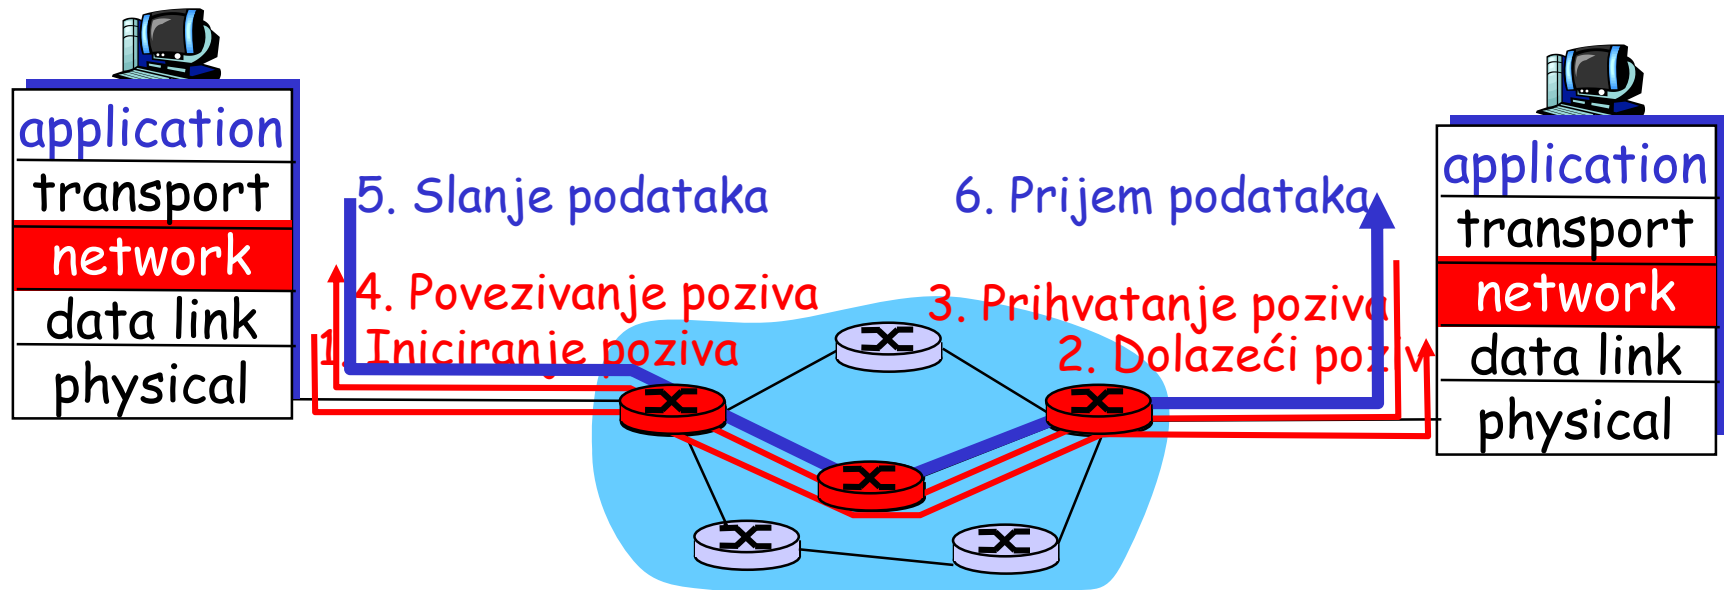 application
transport
network
data link
physical
5. Slanje podataka
4. Povezivanje poziva
1. Iniciranje poziva
6. Prijem podataka
3. Prihvatanje poziva
2. Dolazeći poziv
application
transport
network
data link
physical